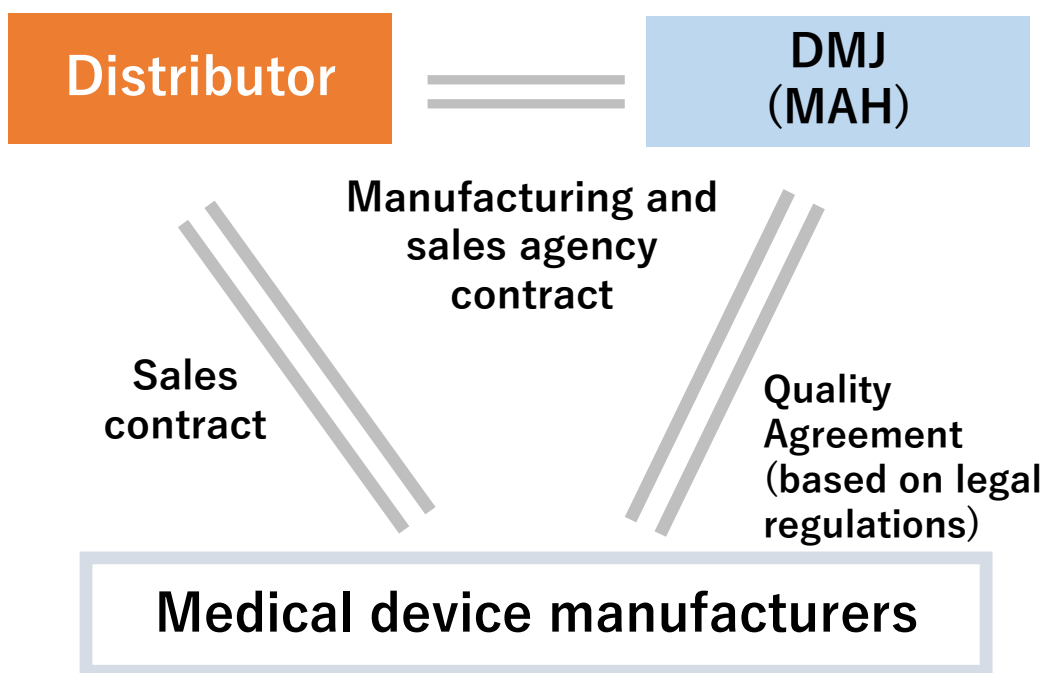 Distributor
DMJ
(MAH)
Manufacturing and
sales agency
contract
Sales
contract
Quality
Agreement
(based on legal
regulations)
Medical device manufacturers